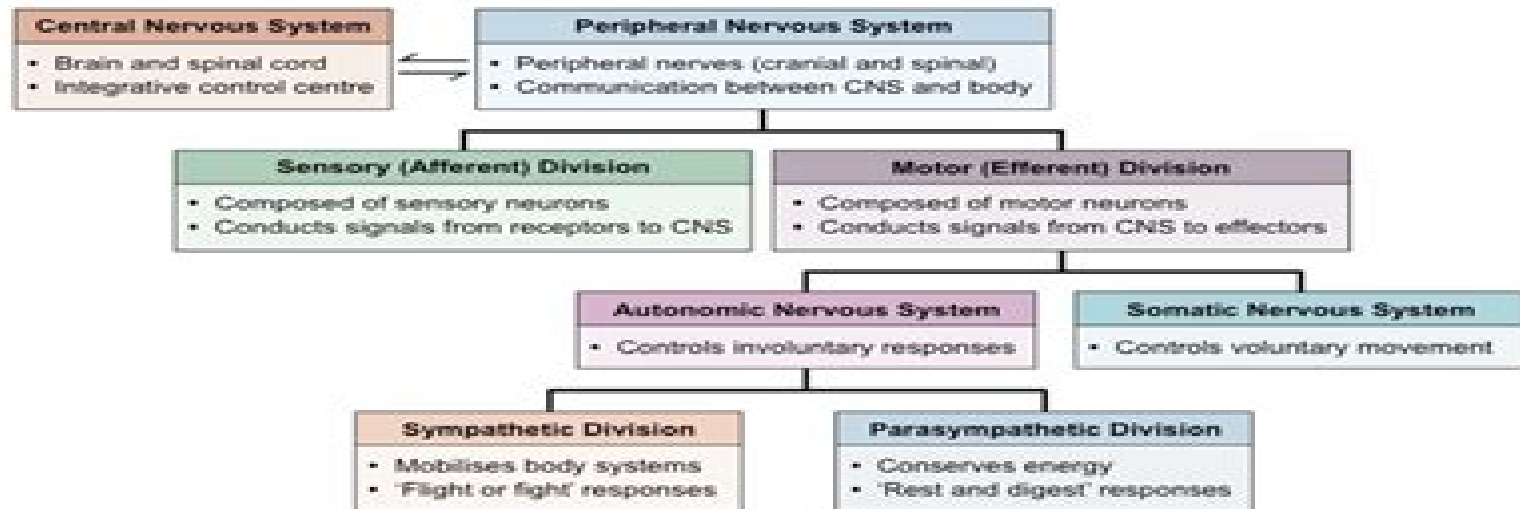 Central Nervous System
• Brain and spinal cord
• Integrative control centre
Peripheral Nervous System
• Peripheral nerves (cranial and spinal)
• Communication between CNS and body
Sensory (Afferent) Division
• Composed of sensory neurons
• Conducts signals from receptors to CNS
Motor (Efferent) Division
• Composed of motor neurons
• Conducts signals from CNS to effectors
Autonomic Nervous System
• Controls involuntary responses
Somatic Nervous System
• Controls voluntary movement
Sympathetic Division
• Mobilises body systems
• 'Flight or fight' responses
Parasympathetic Division
• Conserves energy
• 'Rest and digest' responses